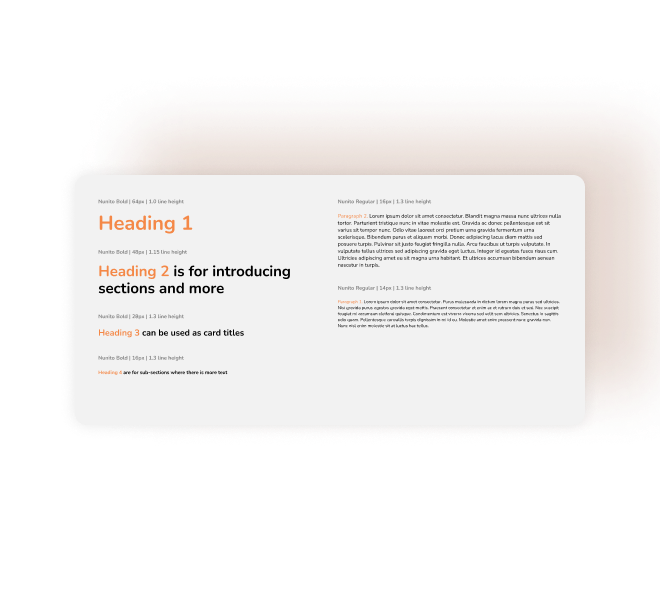 Nunito Bold | 64px | 1.0 line height
Heading 1
Nunito Bold | 48px | 1.15 line height
Heading 2 is for introducing
sections and more
Nunito Bold | 28px | 1.3 line height
Heading 3 can be used as card titles
Nunito Bold | 16px | 1.3 line height
Heading 4 are for sub-sections where there is more text
Nunito Regular | 16px | 1.3 line height
Paragraph 2. Lorem ipsum dolor sit amet consectetur. Blandit magna massa nunc ultrices nulla
tortor. Parturient tristique nunc in vitae molestie est. Gravida ac donec pellentesque est sit
varius sit tempor nunc. Odio vitae laoreet orci pretium urna gravida fermentum urna
scelerisque. Bibendum purus et aliquam morbi. Donec adipiscing lacus diam mattis sed
posuere turpis. Pulvinar sit justo feugiat fringilla nulla. Arcu faucibus ut turpis vulputate. In
vulputate tellus ultrices sed adipiscing gravida eget luctus. Integer id egestas fusce risus cum.
Ultricies adipiscing amet eu sit magna urna habitant. Et ultrices accumsan bibendum aenean
nascetur in turpis.
Nunito Regular | 14px | 1.3 line height
Lorem ipsum dolor sit amet consectetur. Purus malesuada in dictum lorem magna purus sed ultrices.
Nisi gravida purus egestas gravida eget mattis. Praesent consectetur et enim ac et rutrum duis at sed. Nunc
feugiat mi accumsan eleifend quisque. Condimentum est viverra viverra sed velit sem ultrices. Senectus in sagittis
odio quam. Pellentesque convallis turpis dignissim in mi id eu. Molestie amet enim praesent nunc gravida non.
Nunc nisi enim molestie sit at luctus hac tellus.